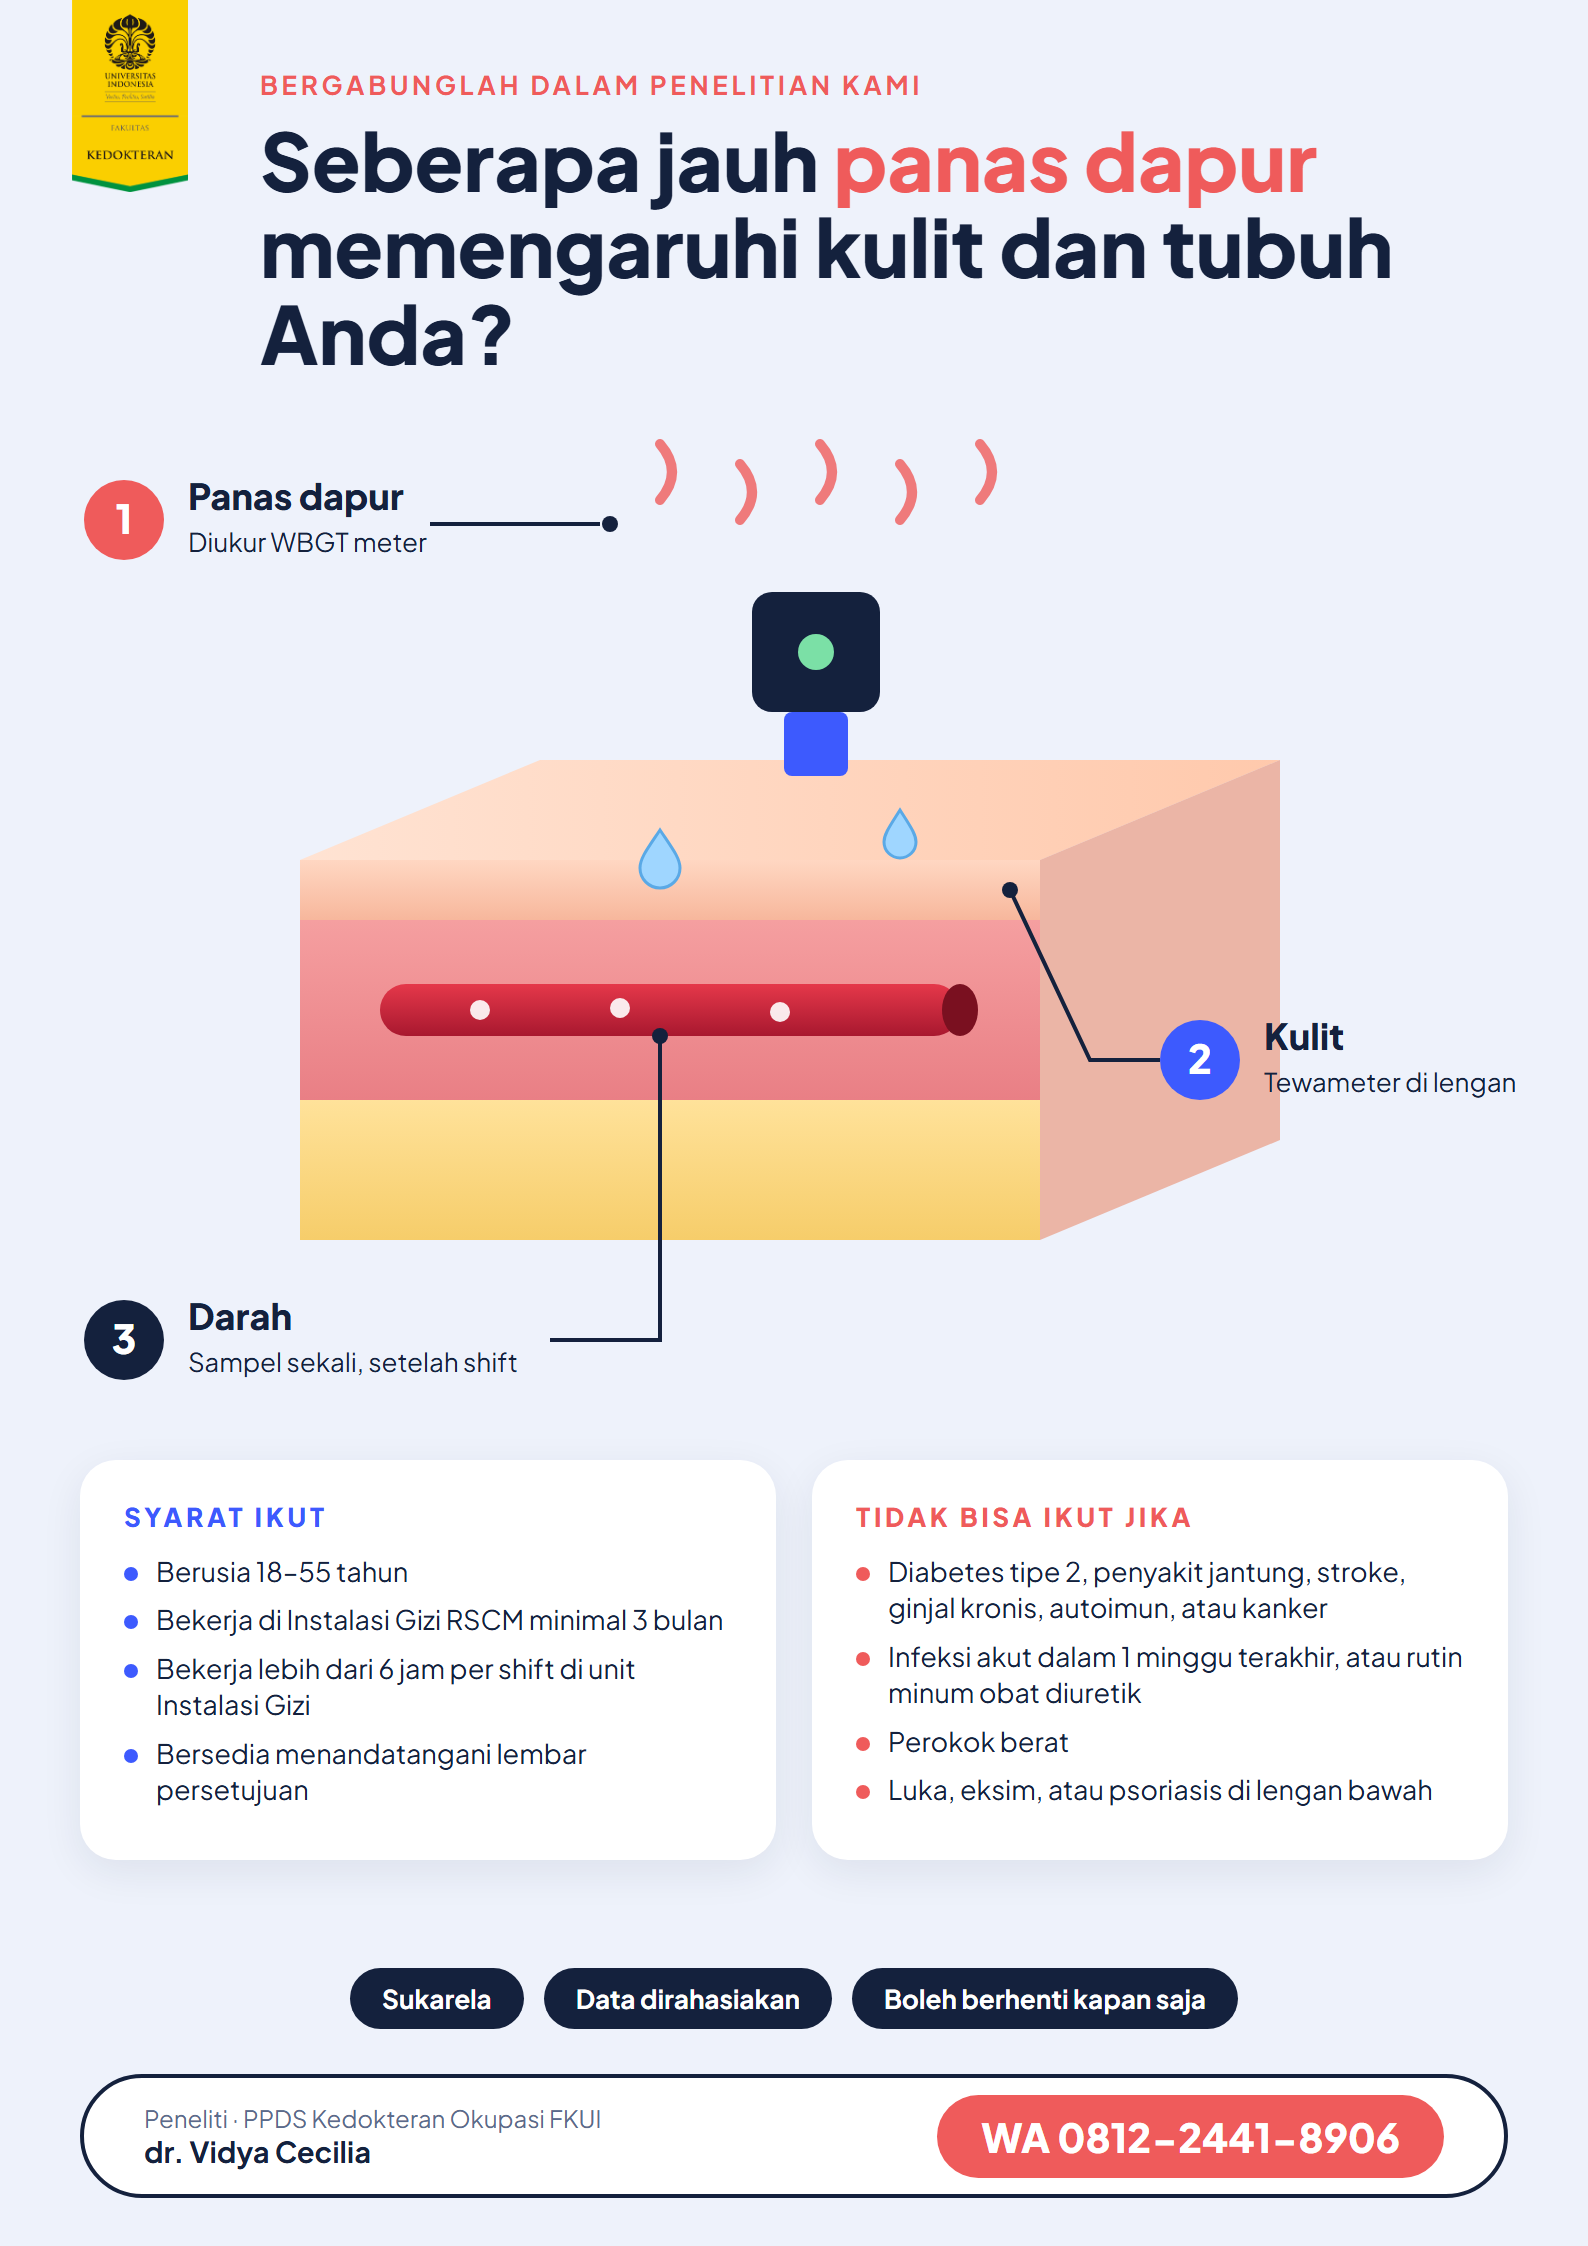 UNIVERSITAS
INDONESIA
Veritas, Probitas, Iustitia
FAKULTAS
KEDOKTERAN
BERGABUNGLAH DALAM PENELITIAN KAMI
Seberapa jauh panas dapur
memengaruhi kulit dan tubuh
Anda?
1
Panas dapur
Diukur WBGT meter
2
Kulit
Tewameter di lengan
3
Darah
Sampel sekali, setelah shift
SYARAT IKUT
Berusia 18–55 tahun
Bekerja di Instalasi Gizi RSCM minimal 3 bulan
Bekerja lebih dari 6 jam per shift di unit
Instalasi Gizi
Bersedia menandatangani lembar
persetujuan
TIDAK BISA IKUT JIKA
Diabetes tipe 2, penyakit jantung, stroke,
ginjal kronis, autoimun, atau kanker
Infeksi akut dalam 1 minggu terakhir, atau rutin
minum obat diuretik
Perokok berat
Luka, eksim, atau psoriasis di lengan bawah
Sukarela
Data dirahasiakan
Boleh berhenti kapan saja
Peneliti · PPDS Kedokteran Okupasi FKUI
dr. Vidya Cecilia
WA 0812-2441-8906